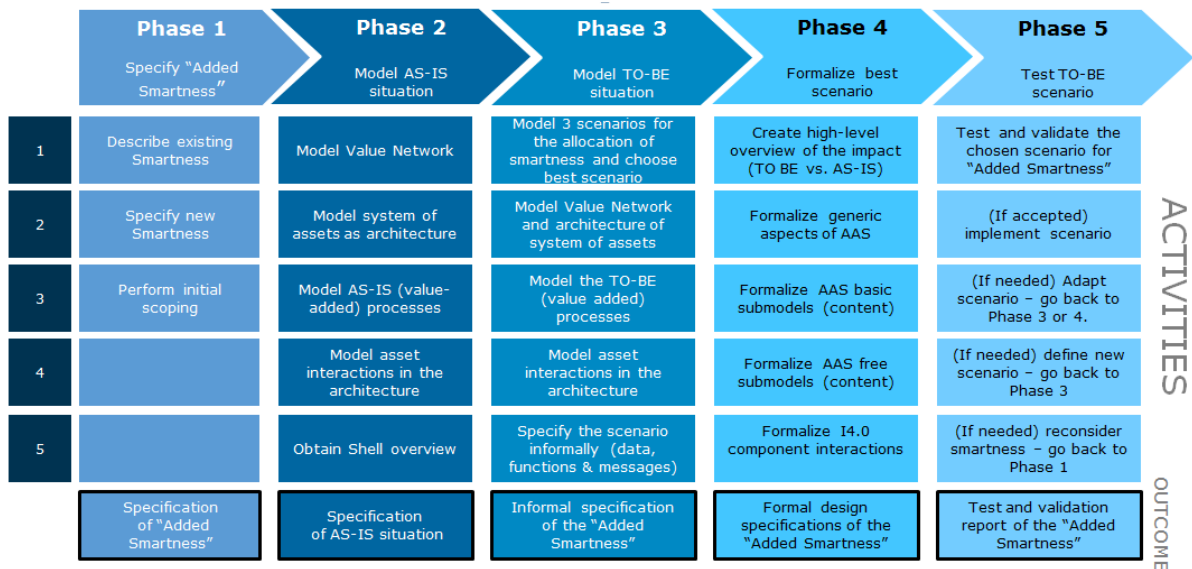 Phase 1
Specify “Added
Smartness”
Phase 2
Model AS-IS
situation
Phase 3
Model TO-BE
situation
Phase 4
Formalize best
scenario
Phase 5
Test TO-BE
scenario
1
Describe existing
Smartness
Model Value Network
Model 3 scenarios for
the allocation of
smartness and choose
best scenario
Create high-level
overview of the impact
(TO BE vs. AS-IS)
Test and validate the
chosen scenario for
“Added Smartness”
2
Specify new
Smartness
Model system of
assets as architecture
Model Value Network
and architecture of
system of assets
Formalize generic
aspects of AAS
(If accepted)
implement scenario
3
Perform initial
scoping
Model AS-IS (value-
added) processes
Model the TO-BE
(value added)
processes
Formalize AAS basic
submodels (content)
(If needed) Adapt
scenario – go back to
Phase 3 or 4.
4
Model asset
interactions in the
architecture
Model asset
interactions in the
architecture
Formalize AAS free
submodels (content)
(If needed) define new
scenario – go back to
Phase 3
5
Obtain Shell overview
Specify the scenario
informally (data,
functions & messages)
Formalize I4.0
component interactions
(If needed) reconsider
smartness – go back to
Phase 1
ACTIVITIES
Specification
of “Added
Smartness”
Specification
of AS-IS situation
Informal specification
of the “Added
Smartness”
Formal design
specifications of the
“Added Smartness”
Test and validation
report of the “Added
Smartness”
OUTCOME